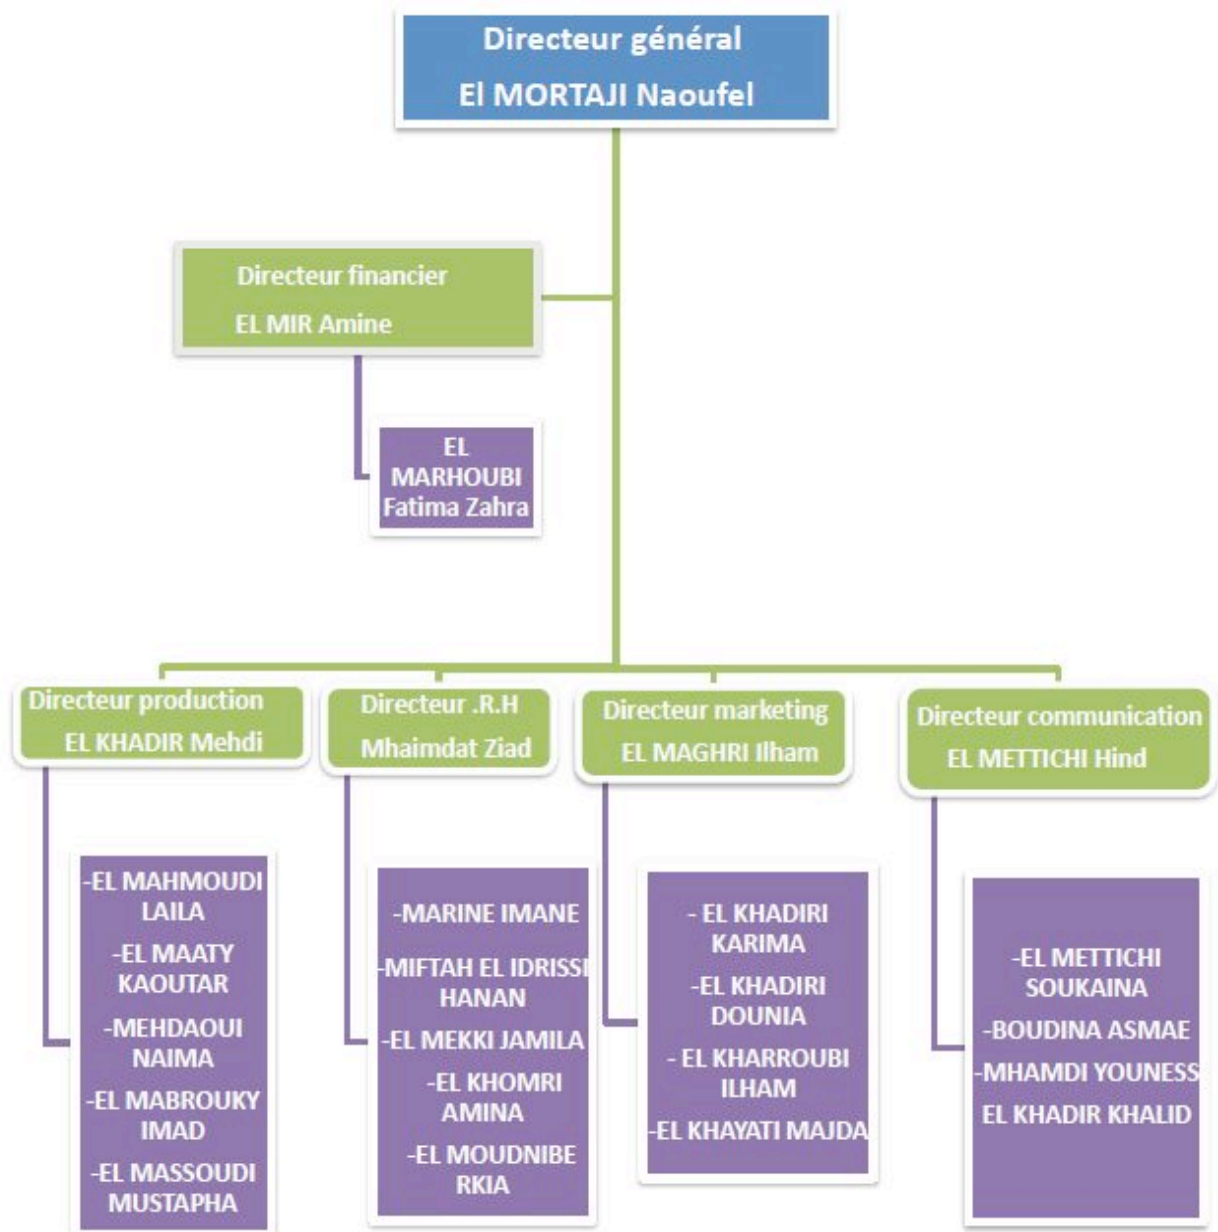 Directeur général
El MORTAJI Naoufel
Directeur financier
EL MIR Amine
EL
MARHOUBI
Fatima Zahra
Directeur production
EL KHADIR Mehdi
Directeur .R.H
Mhaimdat Ziad
Directeur marketing
EL MAGHRI Ilham
Directeur communication
EL METTICHI Hind
-EL MAHMOUDI
LAILA
-EL MAATY
KAOUTAR
-MEHDAOUI
NAIMA
-EL MABROUKY
IMAD
-EL MASSOUDI
MUSTAPHA
-MARINE IMANE
-MIFTAH EL IDRISSI
HANAN
-EL MEKKI JAMILA
-EL KHOMRI
AMINA
-EL MOUDNIBE
RKIA
- EL KHADIRI
KARIMA
-EL KHADIRI
DOUNIA
- EL KHARROUBI
ILHAM
-EL KHAYATI MAJDA
-EL METTICHI
SOUKAINA
-BOUDINA ASMAE
-MHAMDI YOUNESS
EL KHADIR KHALID